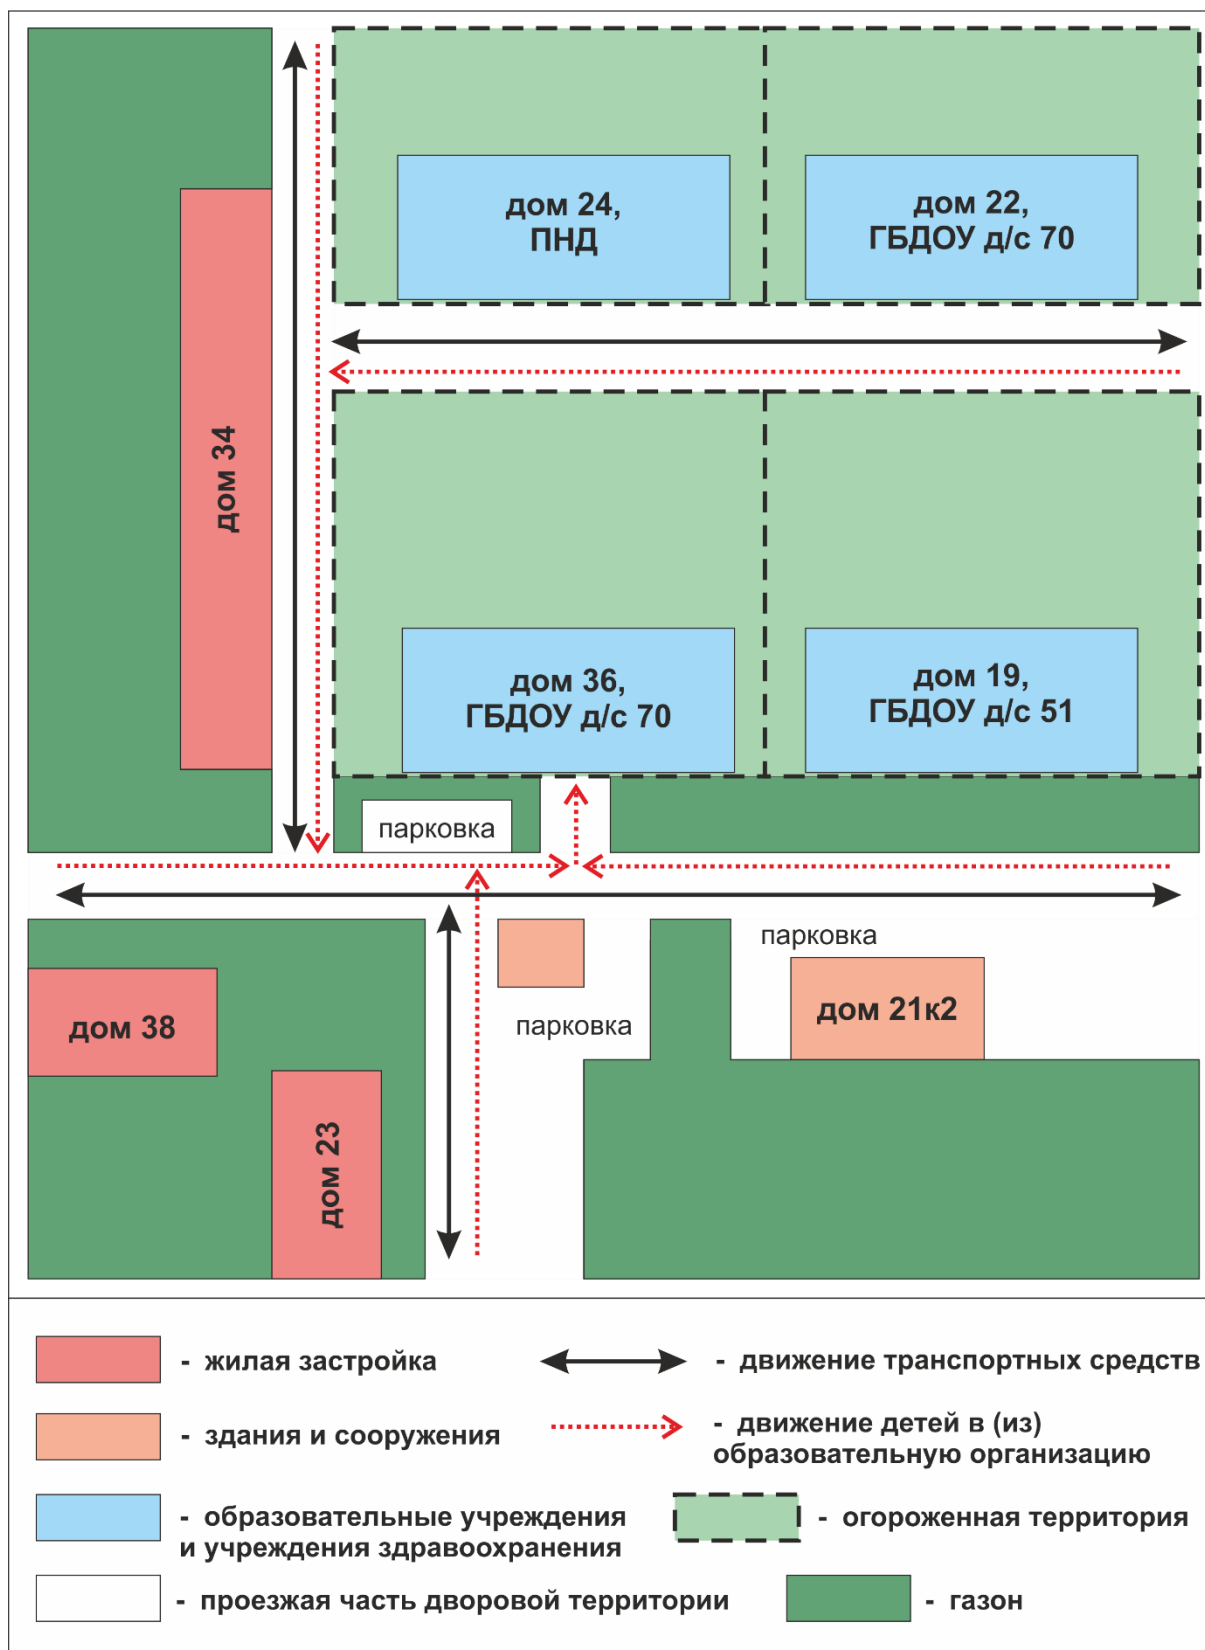 дом 24,
ПНД
дом 22,
ГБДОУ д/с 70
дом 34
дом 36,
ГБДОУ д/с 70
дом 19,
ГБДОУ д/с 51
парковка
парковка
дом 38
парковка
дом 21к2
дом 23
- жилая застройка
- движение транспортных средств
- здания и сооружения
- движение детей в (из)
образовательную организацию
- образовательные учреждения
и учреждения здравоохранения
- огороженная территория
- проезжая часть дворовой территории
- газон